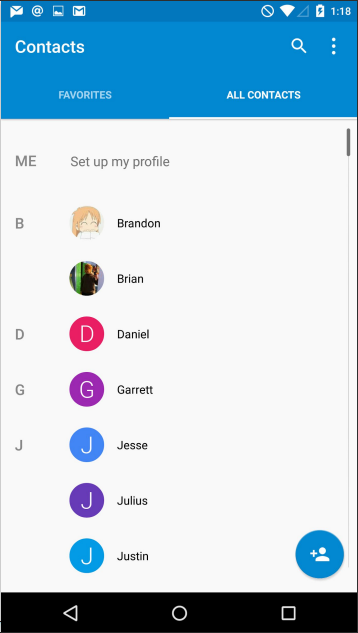 1:18
Contacts
FAVORITES
ALL CONTACTS
ME
Set up my profile
B
Brandon
Brian
D
D
Daniel
G
G
Garrett
J
J
Jesse
J
Julius
J
Justin